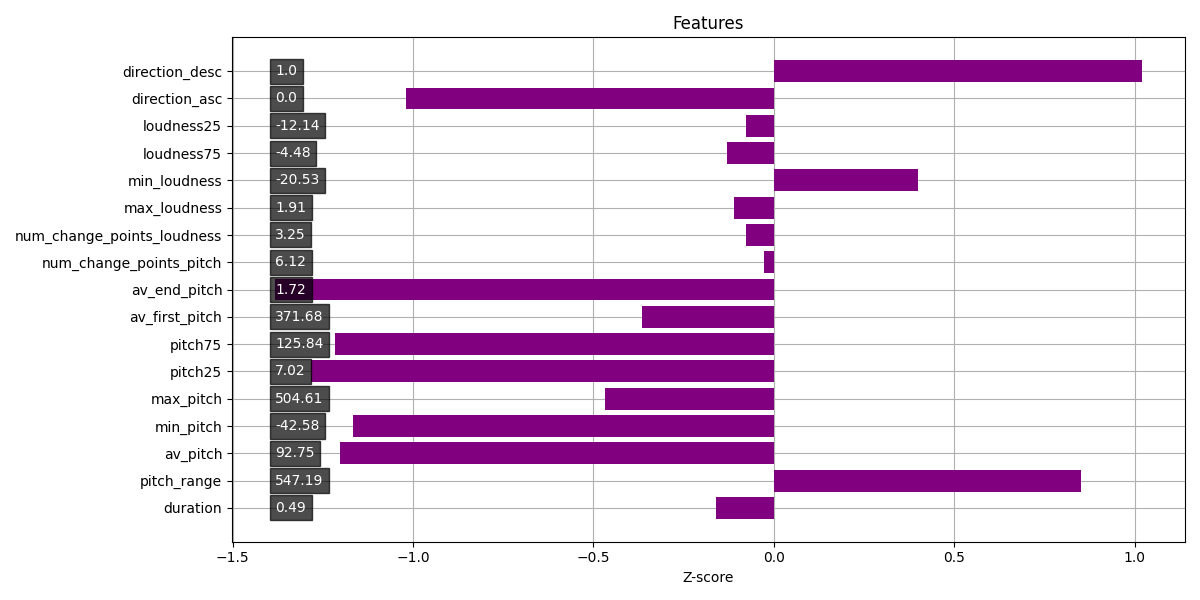 Features
direction_desc 1.0
direction_asc 0.0
loudness25 -12.14
loudness75 -4.48
min_loudness -20.53
max_loudness 1.91
num_change_points_loudness 3.25
num_change_points_pitch 6.12
av_end_pitch 1.72
av_first_pitch 371.68
pitch75 125.84
pitch25 7.02
max_pitch 504.61
min_pitch -42.58
av_pitch 92.75
pitch_range 547.19
duration 0.49
−1.5 −1.0 −0.5 0.0 0.5 1.0
Z-score